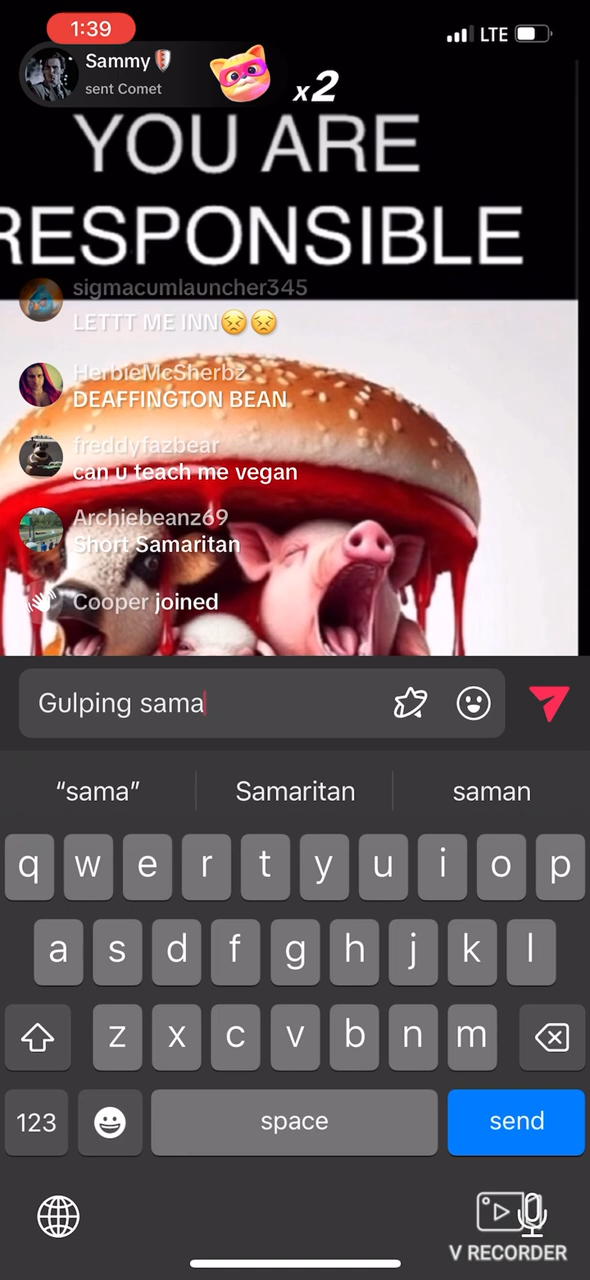 1:39
LTE
Sammy
sent Comet
x2
YOU ARE
RESPONSIBLE
sigmacumlauncher345
LETTT ME INN😣😣
HerbieMcSherbz
DEAFFINGTON BEAN
freddyfazbear
can u teach me vegan
Archiebeanz69
Short Samaritan
Cooper joined
Gulping sama
“sama”
Samaritan
saman
q w e r t y u i o p
a s d f g h j k l
z x c v b n m
123
space
send
V RECORDER